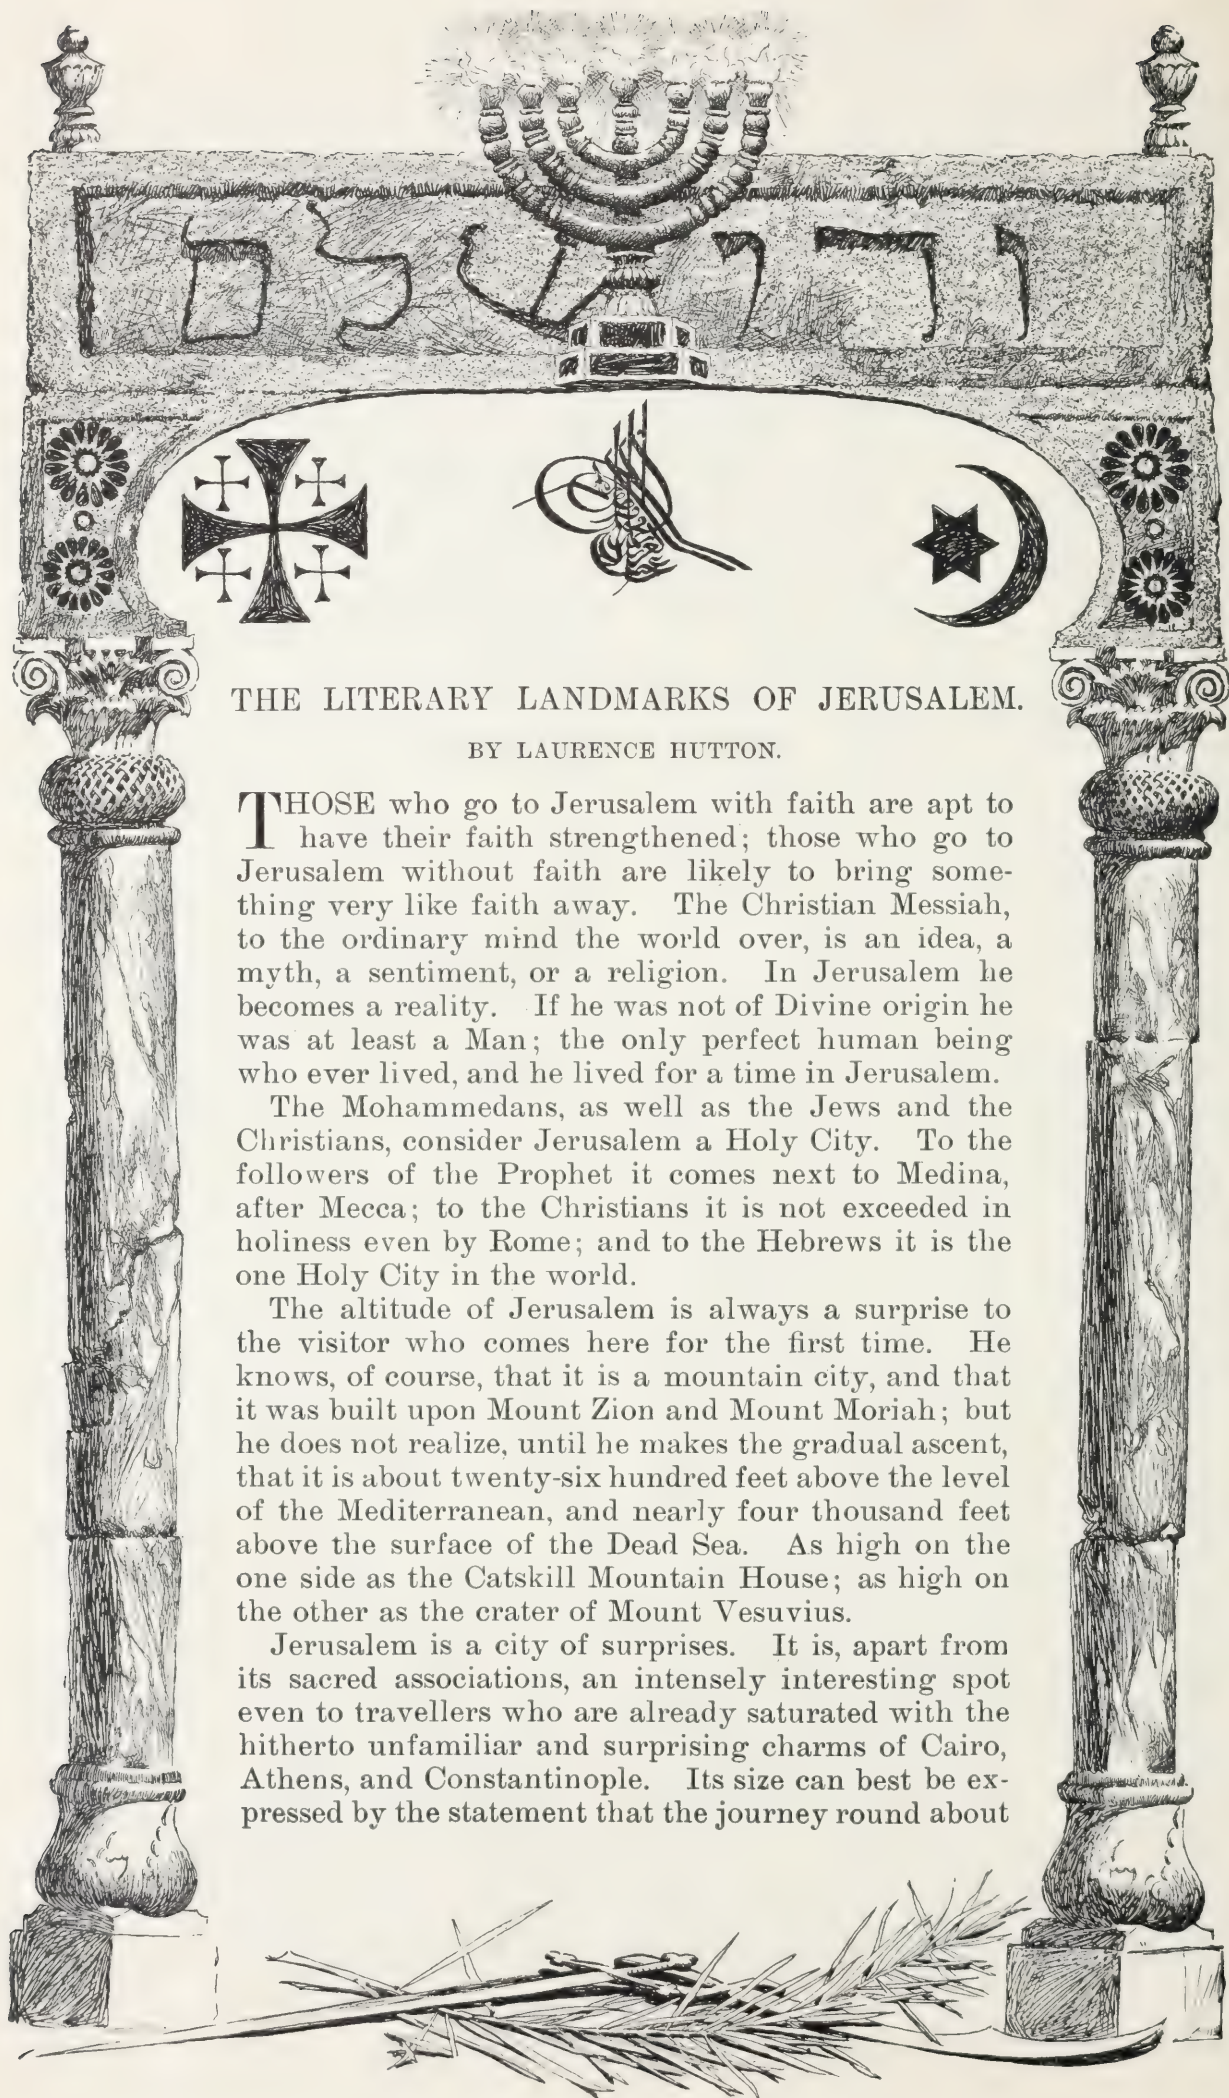 ירושלם
THE LITERARY LANDMARKS OF JERUSALEM.
BY LAURENCE HUTTON.
THOSE who go to Jerusalem with faith are apt to
have their faith strengthened; those who go to
Jerusalem without faith are likely to bring some-
thing very like faith away. The Christian Messiah,
to the ordinary mind the world over, is an idea, a
myth, a sentiment, or a religion. In Jerusalem he
becomes a reality. If he was not of Divine origin he
was at least a Man; the only perfect human being
who ever lived, and he lived for a time in Jerusalem.
The Mohammedans, as well as the Jews and the
Christians, consider Jerusalem a Holy City. To the
followers of the Prophet it comes next to Medina,
after Mecca; to the Christians it is not exceeded in
holiness even by Rome; and to the Hebrews it is the
one Holy City in the world.
The altitude of Jerusalem is always a surprise to
the visitor who comes here for the first time. He
knows, of course, that it is a mountain city, and that
it was built upon Mount Zion and Mount Moriah; but
he does not realize, until he makes the gradual ascent,
that it is about twenty-six hundred feet above the level
of the Mediterranean, and nearly four thousand feet
above the surface of the Dead Sea. As high on the
one side as the Catskill Mountain House; as high on
the other as the crater of Mount Vesuvius.
Jerusalem is a city of surprises. It is, apart from
its sacred associations, an intensely interesting spot
even to travellers who are already saturated with the
hitherto unfamiliar and surprising charms of Cairo,
Athens, and Constantinople. Its size can best be ex-
pressed by the statement that the journey round about